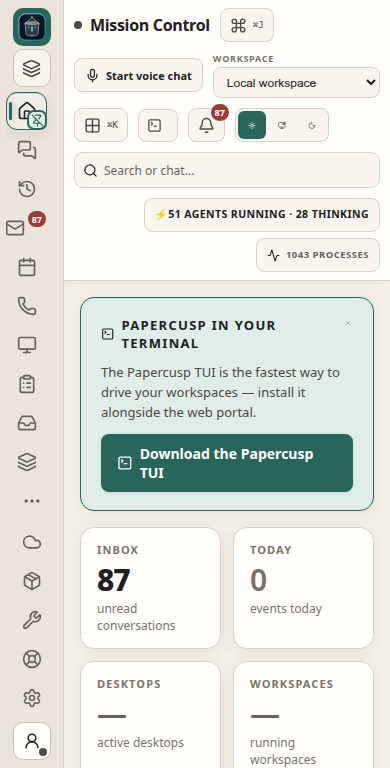 Mission Control
⌘J
Start voice chat
WORKSPACE
Local workspace
⌘K
87
Search or chat...
87
⚡51 AGENTS RUNNING · 28 THINKING
1043 PROCESSES
PAPERCUSP IN YOUR
TERMINAL
×
The Papercusp TUI is the fastest way to
drive your workspaces — install it
alongside the web portal.
Download the Papercusp
TUI
INBOX
87
unread
conversations
TODAY
0
events today
DESKTOPS
—
active desktops
WORKSPACES
—
running
workspaces